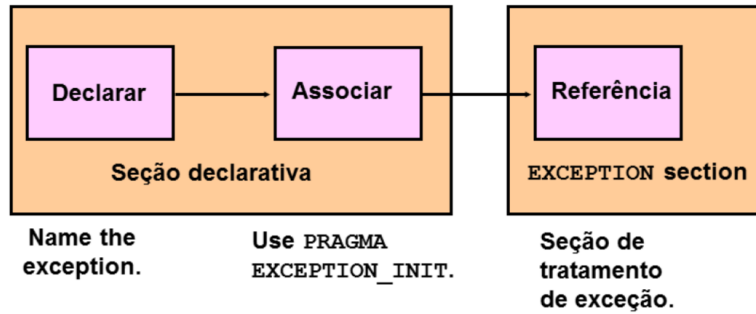 Declarar
Associar
Referência
Seção declarativa
EXCEPTION section
Name the
exception.
Use PRAGMA
EXCEPTION_INIT.
Seção de
tratamento
de exceção.